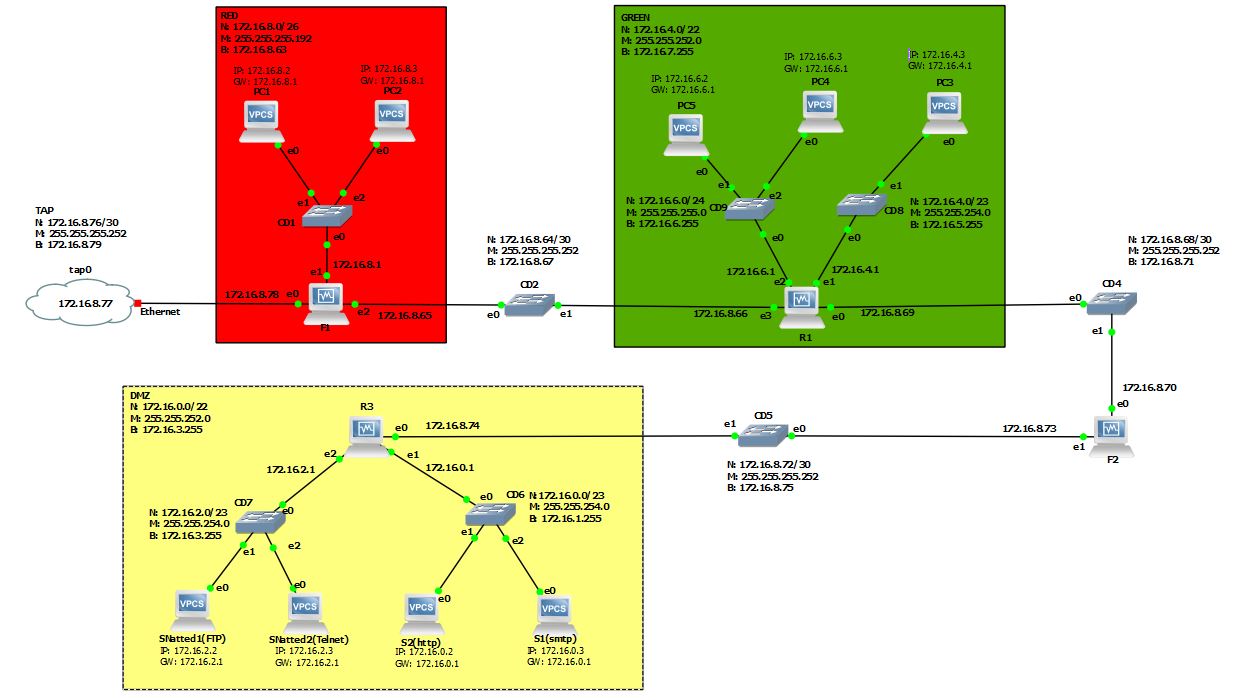 RED
N: 172.16.8.0/26
M: 255.255.255.192
B: 172.16.8.63
IP: 172.16.8.2
GW: 172.16.8.1
PC1
VPCS
e0
IP: 172.16.8.3
GW: 172.16.8.1
PC2
VPCS
e0
e1
e2
CD1
e0
172.16.8.1
e1
172.16.8.78
e0
F1
e2
172.16.8.65
TAP
N: 172.16.8.76/30
M: 255.255.255.252
B: 172.16.8.79
tap0
172.16.8.77
Ethernet
N: 172.16.8.64/30
M: 255.255.255.252
B: 172.16.8.67
CD2
e0
e1
GREEN
N: 172.16.4.0/22
M: 255.255.252.0
B: 172.16.7.255
IP: 172.16.6.2
GW: 172.16.6.1
PC5
VPCS
e0
IP: 172.16.6.3
GW: 172.16.6.1
PC4
VPCS
e0
IP: 172.16.4.3
GW: 172.16.4.1
PC3
VPCS
e0
N: 172.16.6.0/24
M: 255.255.255.0
B: 172.16.6.255
e1
e2
CD9
e0
e1
CD8
e0
N: 172.16.4.0/23
M: 255.255.254.0
B: 172.16.5.255
172.16.6.1
e2
e1
172.16.4.1
172.16.8.66
e3
e0
172.16.8.69
R1
N: 172.16.8.68/30
M: 255.255.255.252
B: 172.16.8.71
CD4
e0
e1
172.16.8.70
e0
172.16.8.73
e1
F2
CD5
e1
e0
N: 172.16.8.72/30
M: 255.255.255.252
B: 172.16.8.75
DMZ
N: 172.16.0.0/22
M: 255.255.252.0
B: 172.16.3.255
R3
e0
172.16.8.74
e2
e1
172.16.2.1
172.16.0.1
N: 172.16.2.0/23
M: 255.255.254.0
B: 172.16.3.255
CD7
e0
e1
e2
e0
CD6
e1
e2
N:172.16.0.0/23
M: 255.255.254.0
B: 172.16.1.255
e0
VPCS
SNatted1(FTP)
IP: 172.16.2.2
GW: 172.16.2.1
e0
VPCS
SNatted2(Telnet)
IP: 172.16.2.3
GW: 172.16.2.1
e0
VPCS
S2(http)
IP: 172.16.0.2
GW: 172.16.0.1
e0
VPCS
S1(smtp)
IP: 172.16.0.3
GW: 172.16.0.1